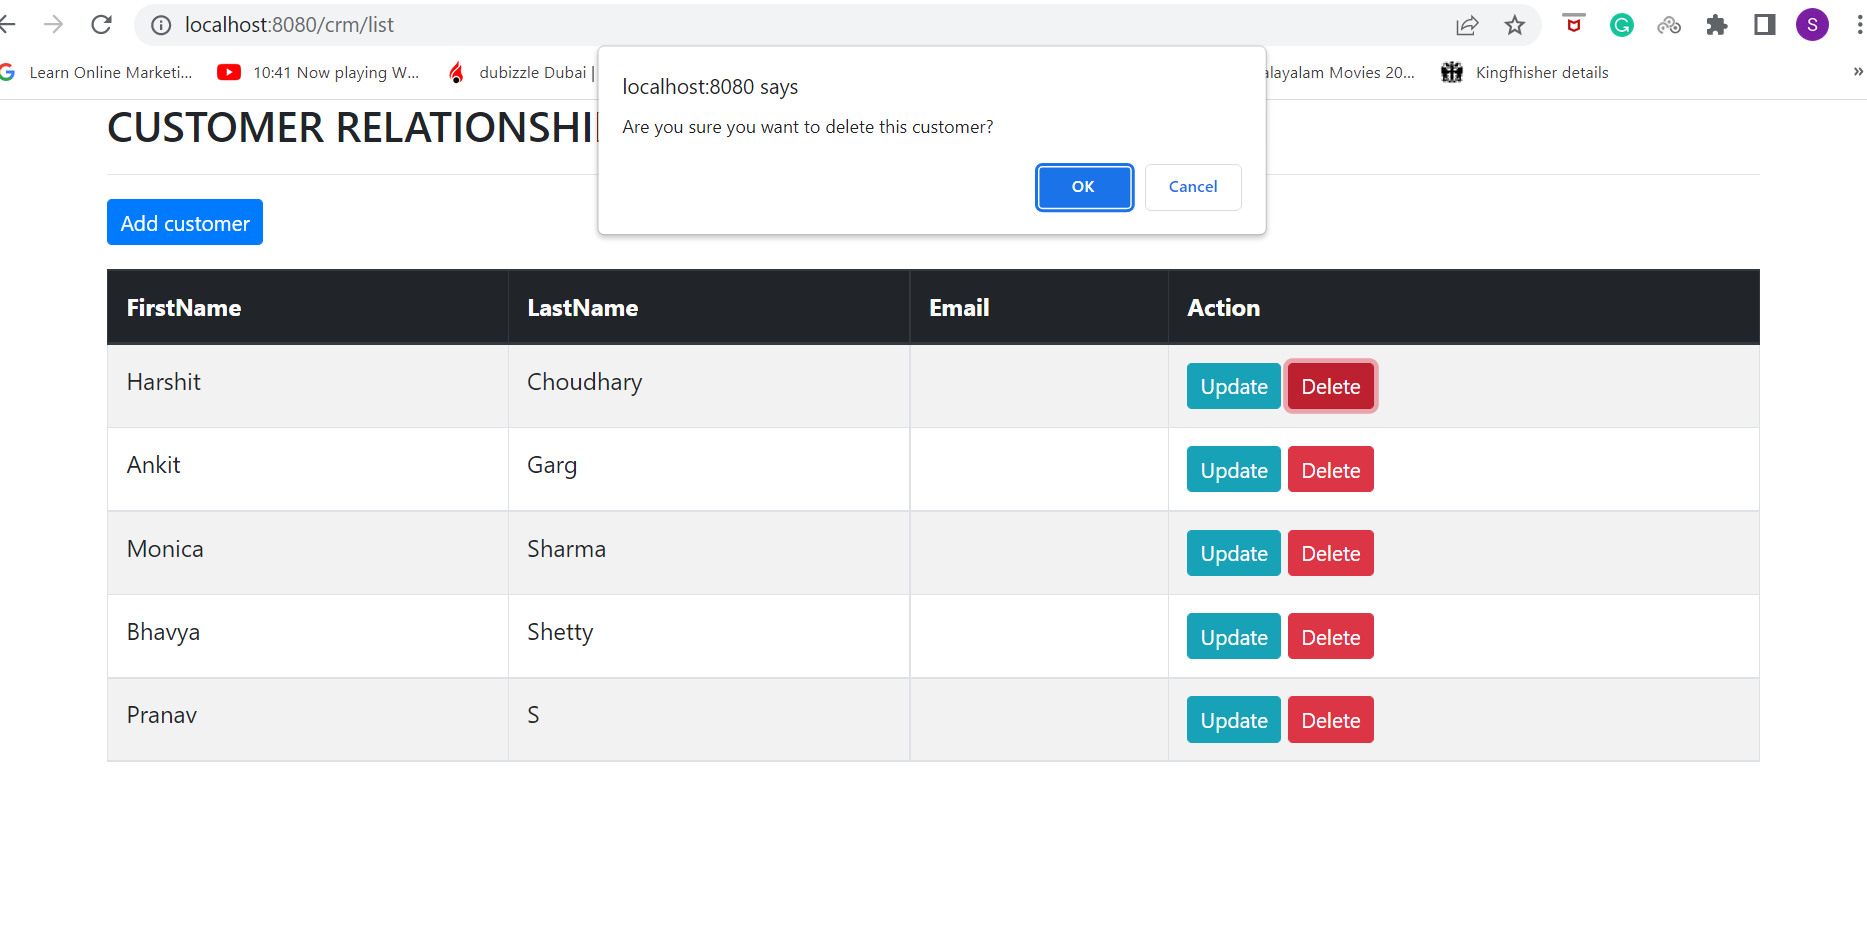 localhost:8080/crm/list
S
Learn Online Marketi...
10:41 Now playing W...
dubizzle Dubai |
alayalam Movies 20...
Kingfhisher details
»
localhost:8080 says
Are you sure you want to delete this customer?
OK Cancel
CUSTOMER RELATIONSHI
Add customer
FirstName LastName Email Action
Harshit Choudhary Update Delete
Ankit Garg Update Delete
Monica Sharma Update Delete
Bhavya Shetty Update Delete
Pranav S Update Delete